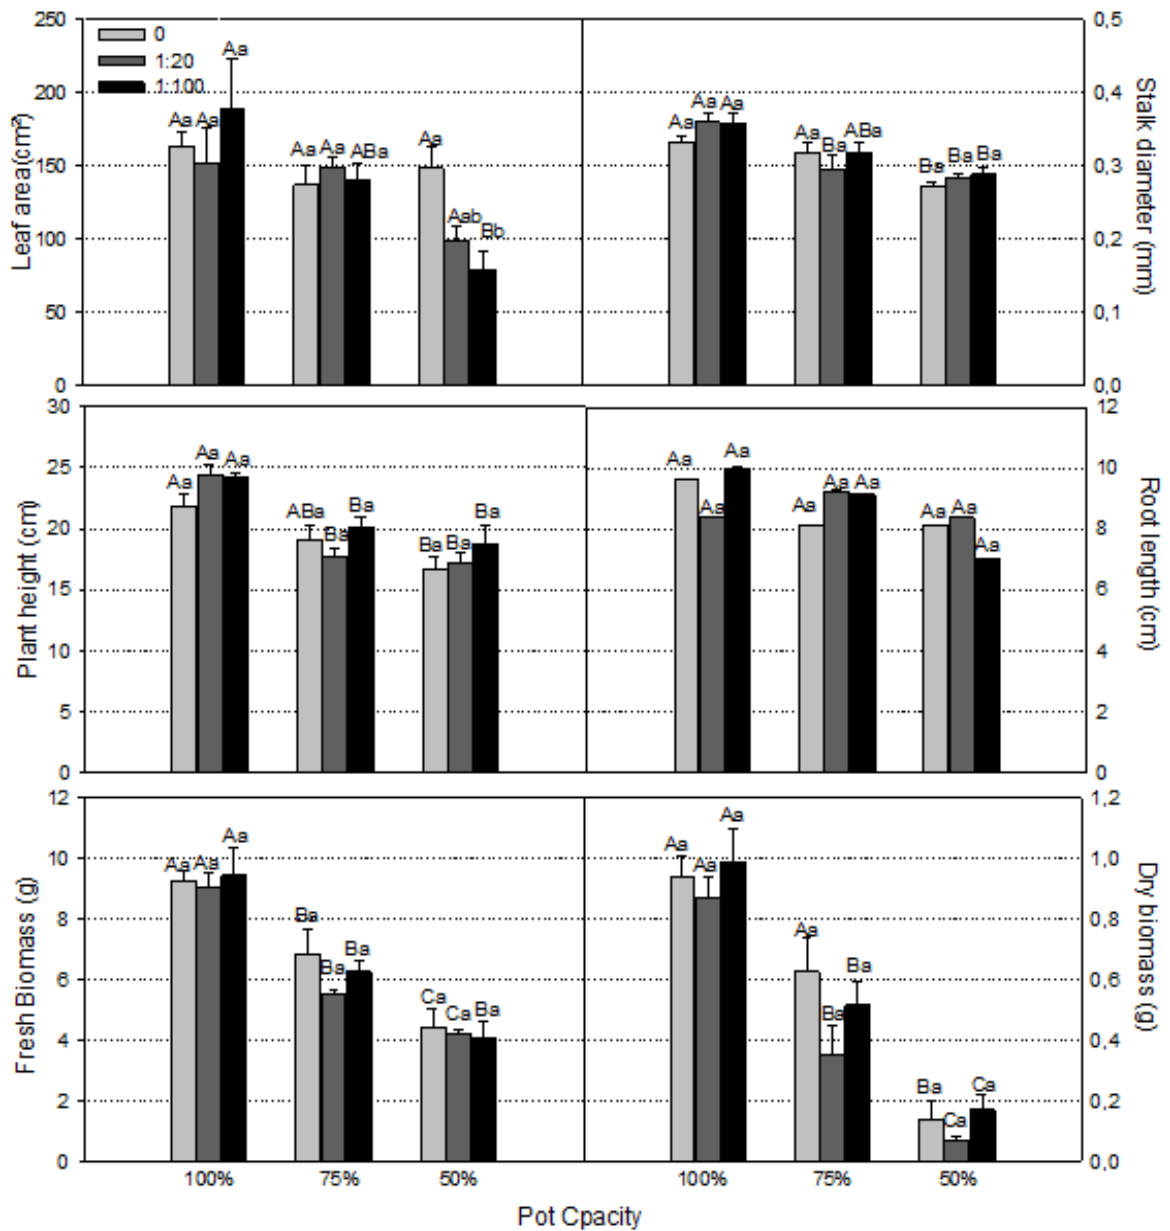 250
200
150
100
50
0
Leaf area(cm²)
0
1:20
1:100
Aa Aa Aa
Aa Aa ABa
Aa Aab Bb
Aa Aa Aa
Aa Ba ABa
Ba Ba Ba
0,5
0,4
0,3
0,2
0,1
0,0
Stalk diameter (mm)
30
25
20
15
10
5
0
Plant height (cm)
Aa Aa Aa
ABa Ba Ba
Ba Ba Ba
Aa Aa Aa
Aa Aa Aa
Aa Aa Aa
12
10
8
6
4
2
0
Root length (cm)
12
10
8
6
4
2
0
Fresh Biomass (g)
Aa Aa Aa
Ba Ba Ba
Ca Ca Ba
Aa Aa Aa
Aa Ba Ba
Ba Ca Ca
1,2
1,0
0,8
0,6
0,4
0,2
0,0
Dry biomass (g)
100% 75% 50% 100% 75% 50%
Pot Cpacity